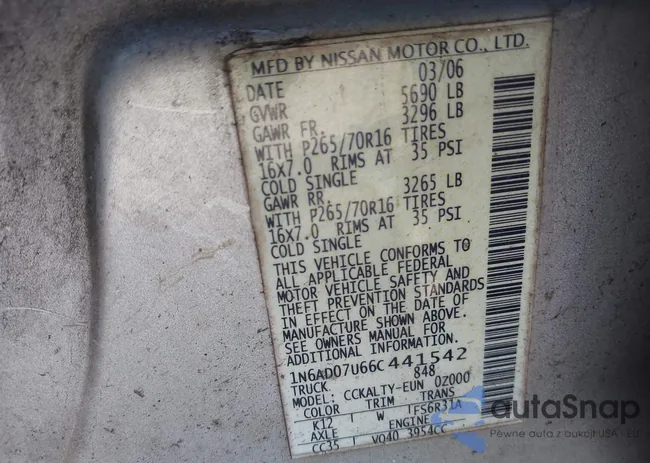 MFD BY NISSAN MOTOR CO., LTD.
DATE 03/06
GVWR 5690 LB
GAWR FR. 3296 LB
WITH P265/70R16 TIRES
16X7.0 RIMS AT 35 PSI
COLD SINGLE
GAWR RR. 3265 LB
WITH P265/70R16 TIRES
16X7.0 RIMS AT 35 PSI
COLD SINGLE
THIS VEHICLE CONFORMS TO
ALL APPLICABLE FEDERAL
MOTOR VEHICLE SAFETY AND
THEFT PREVENTION STANDARDS
IN EFFECT ON THE DATE OF
MANUFACTURE SHOWN ABOVE.
SEE OWNERS MANUAL FOR
ADDITIONAL INFORMATION
1N6AD07U66C441542
TRUCK 848
MODEL: CCKALTY-EUN 0Z000
COLOR TRIM TRANS
K12 W FS6R31A
AXLE ENGINE
CC35 VQ40 3954CC
autaSnap
Pewne auta z aukcji USA - EU